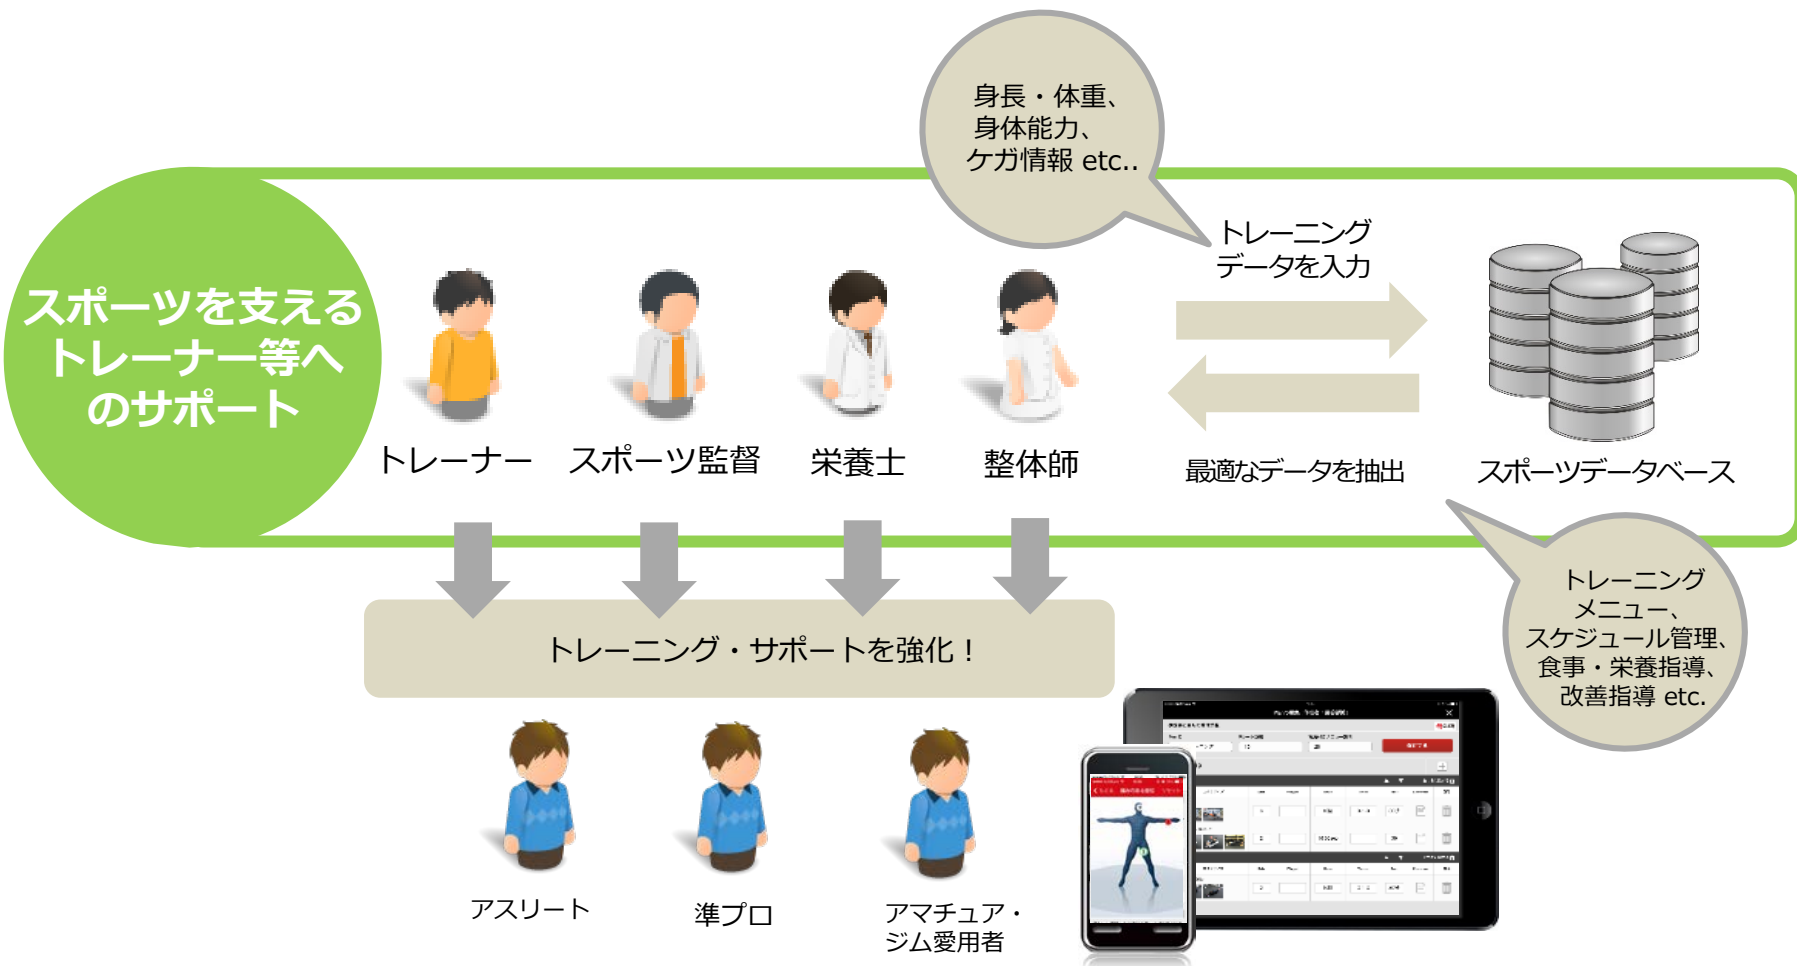 身長・体重、
身体能力、
ケガ情報 etc..
スポーツを支える
トレーナー等へ
のサポート
トレーニング
データを入力
トレーナー
スポーツ監督
栄養士
整体師
最適なデータを抽出
スポーツデータベース
トレーニング
メニュー、
スケジュール管理、
食事・栄養指導、
改善指導 etc.
トレーニング・サポートを強化！
アスリート
準プロ
アマチュア・
ジム愛用者